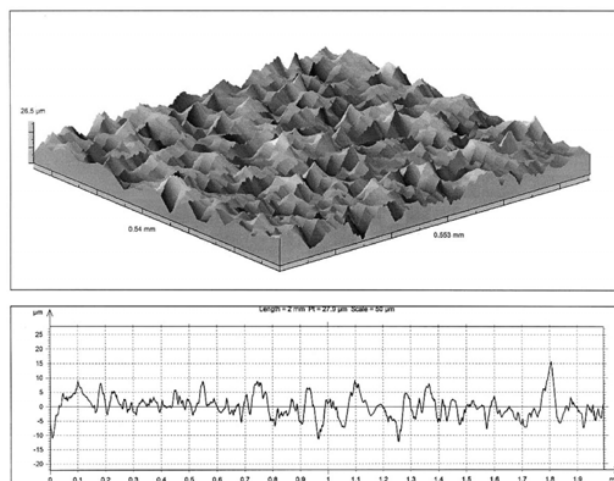 26.5 µm
0.54 mm
0.553 mm
Length = 2 mm Pt = 27.9 µm Scale = 50 µm
µm
25
20
15
10
5
0
-5
-10
-15
-20
0 0.1 0.2 0.3 0.4 0.5 0.6 0.7 0.8 0.9 1 1.1 1.2 1.3 1.4 1.5 1.6 1.7 1.8 1.9